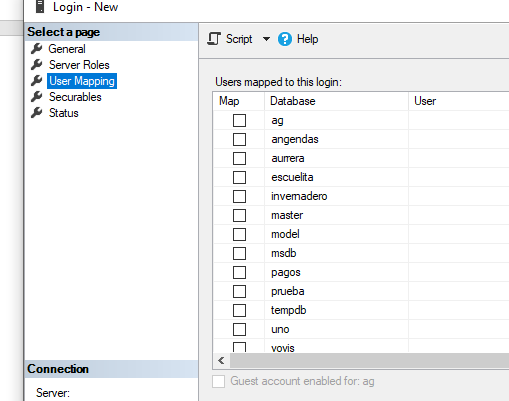 Login - New
Select a page
General
Server Roles
User Mapping
Securables
Status
Script
Help
Users mapped to this login:
Map Database User
ag
angendas
aurrera
escuelita
invernadero
master
model
msdb
pagos
prueba
tempdb
uno
Guest account enabled for: ag
Connection
Server: